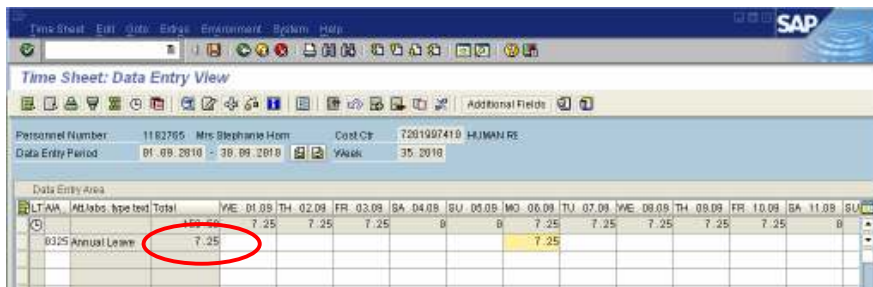 Time Sheet Edit Goto Extras Environment System Help
SAP
Time Sheet: Data Entry View
Additional Fields
Personnel Number 1182765 Mrs Stephanie Horn Cost Ctr 7201997410 HUMAN RE
Data Entry Period 01.09.2010 - 30.09.2010 Week 35.2010
Data Entry Area
LT A/A Att./abs. type text Total WE 01.09 TH 02.09 FR 03.09 SA 04.09 SU 05.09 MO 06.09 TU 07.09 WE 08.09 TH 09.09 FR 10.09 SA 11.09 SU
7.25 7.25 7.25 0 0 7.25 7.25 7.25 7.25 7.25 0
0325 Annual Leave 7.25 7.25